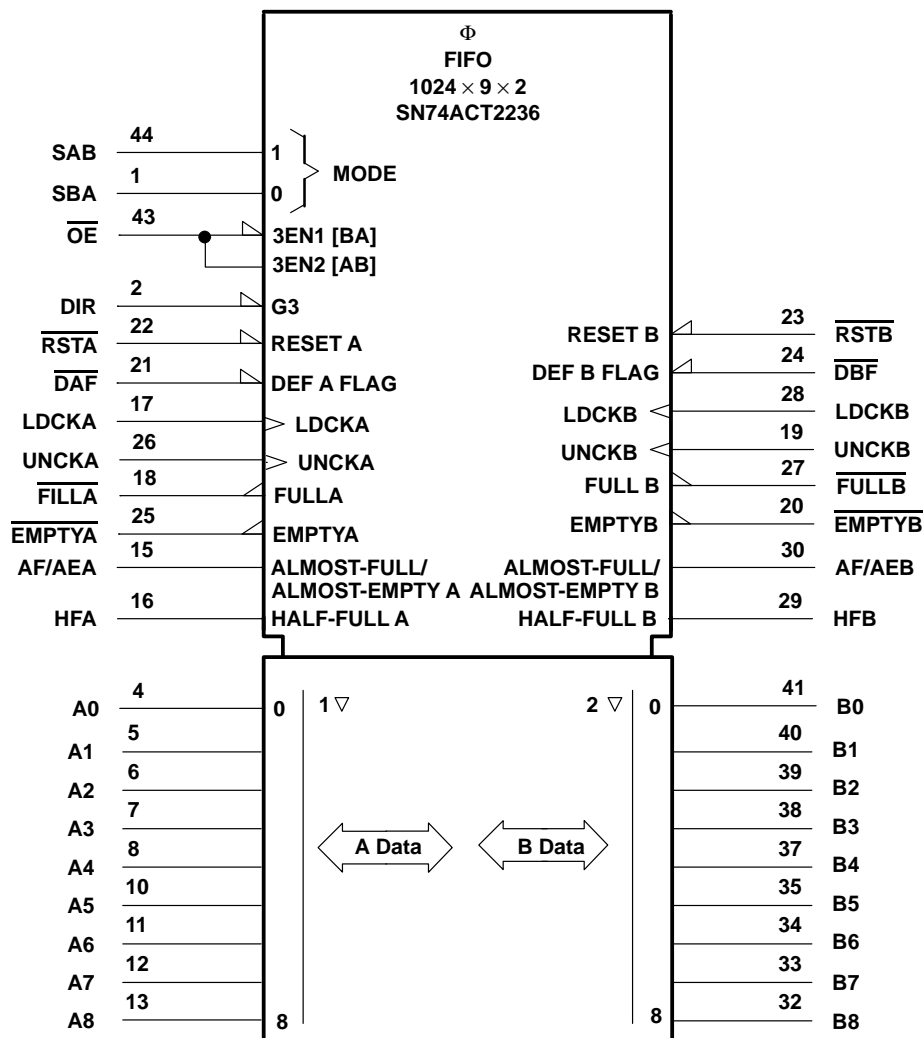 Φ
FIFO
1024 × 9 × 2
SN74ACT2236
SAB 44 1
SBA 1 0
MODE
OE 43 3EN1 [BA]
3EN2 [AB]
DIR 2 G3
RSTA 22 RESET A
DAF 21 DEF A FLAG
LDCKA 17 LDCKA
UNCKA 26 UNCKA
FILLA 18 FULLA
EMPTYA 25 EMPTYA
AF/AEA 15 ALMOST-FULL/
ALMOST-EMPTY A
HFA 16 HALF-FULL A
RESET B 23 RSTB
DEF B FLAG 24 DBF
LDCKB 28 LDCKB
UNCKB 19 UNCKB
FULL B 27 FULLB
EMPTYB 20 EMPTYB
ALMOST-FULL/ 30 AF/AEB
ALMOST-EMPTY B
HALF-FULL B 29 HFB
A0 4 0 1 ▽
A1 5
A2 6
A3 7
A4 8
A5 10
A6 11
A7 12
A8 13 8
A Data
B Data
2 ▽ 0 41 B0
40 B1
39 B2
38 B3
37 B4
35 B5
34 B6
33 B7
8 32 B8